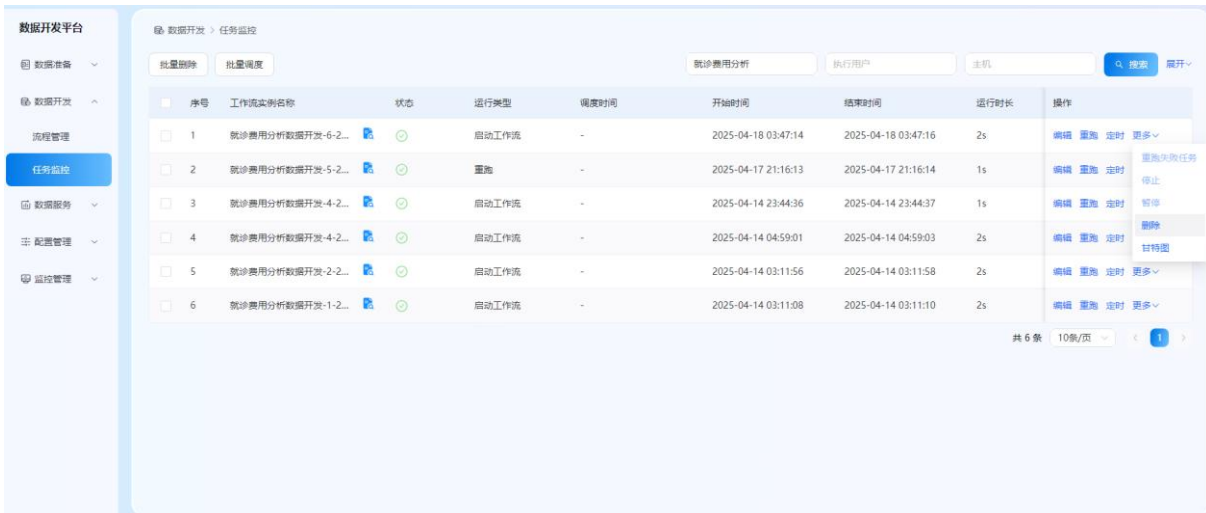 数据开发平台
数据准备
数据开发
流程管理
任务监控
数据服务
配置管理
监控管理
数据开发 > 任务监控
批量删除 批量调度 就诊费用分析 执行用户 主机 搜索 展开
序号 工作流实例名称 状态 运行类型 调度时间 开始时间 结束时间 运行时长 操作
1 就诊费用分析数据开发-6-2... 启动工作流 - 2025-04-18 03:47:14 2025-04-18 03:47:16 2s 编辑 重跑 定时 更多
2 就诊费用分析数据开发-5-2... 重跑 - 2025-04-17 21:16:13 2025-04-17 21:16:14 1s 编辑 重跑 定时
3 就诊费用分析数据开发-4-2... 启动工作流 - 2025-04-14 23:44:36 2025-04-14 23:44:37 1s 编辑 重跑 定时
4 就诊费用分析数据开发-4-2... 启动工作流 - 2025-04-14 04:59:01 2025-04-14 04:59:03 2s 编辑 重跑 定时
5 就诊费用分析数据开发-2-2... 启动工作流 - 2025-04-14 03:11:56 2025-04-14 03:11:58 2s 编辑 重跑 定时 更多
6 就诊费用分析数据开发-1-2... 启动工作流 - 2025-04-14 03:11:08 2025-04-14 03:11:10 2s 编辑 重跑 定时 更多
重跑失败任务
停止
暂停
删除
甘特图
共 6 条 10条/页 < 1 >